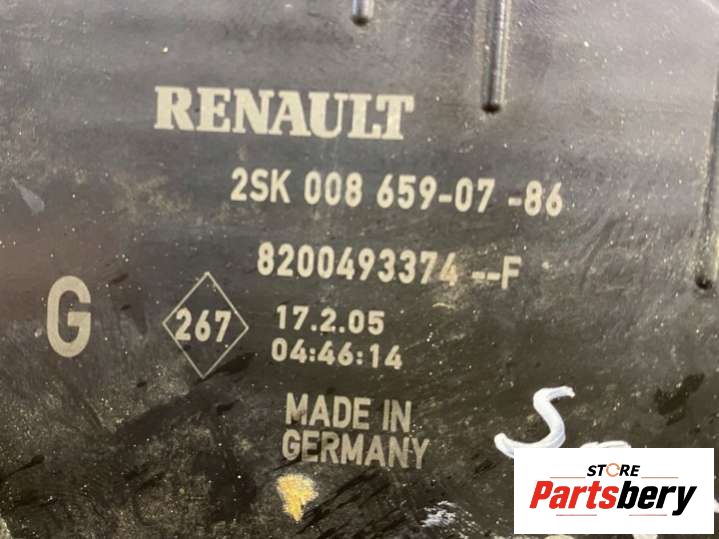 RENAULT
2SK 008 659-07 -86
8200493374 --F
G
267
17.2.05
04:46:14
MADE IN
GERMANY
STORE
Partsbery